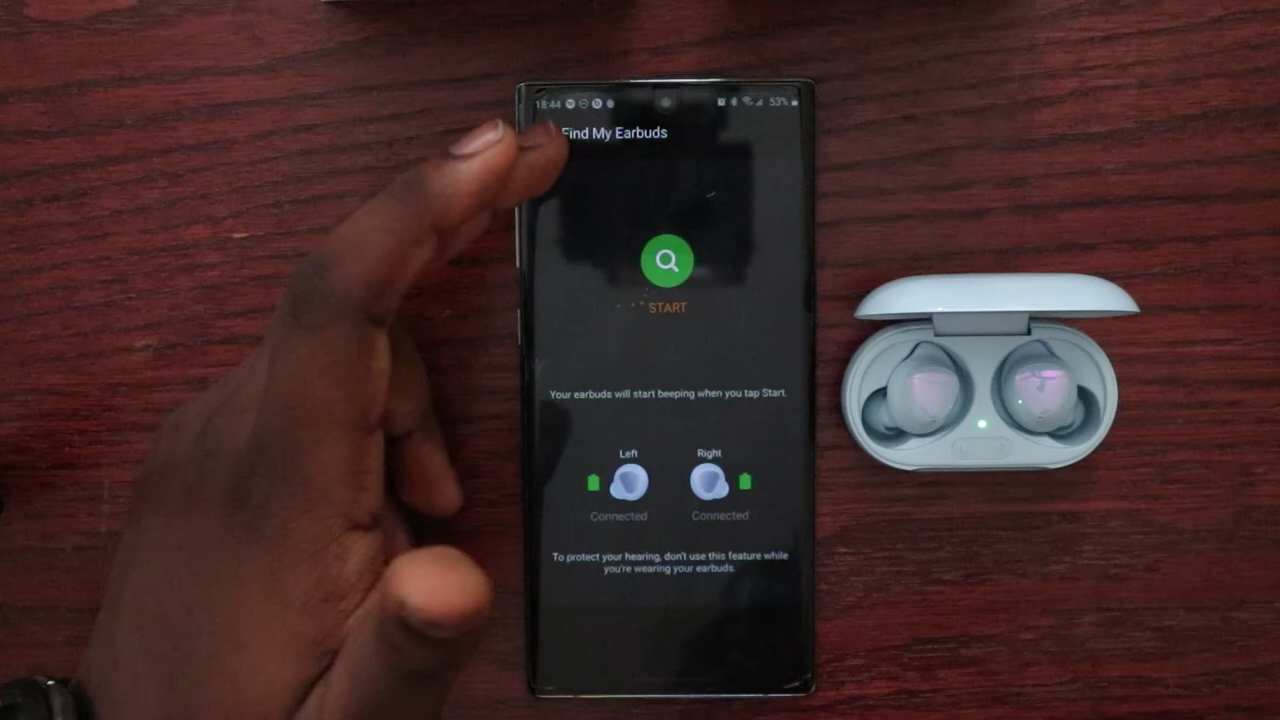 18:44
53%
Find My Earbuds
START
Your earbuds will start beeping when you tap Start.
Left Right
Connected Connected
To protect your hearing, don't use this feature while
you're wearing your earbuds.